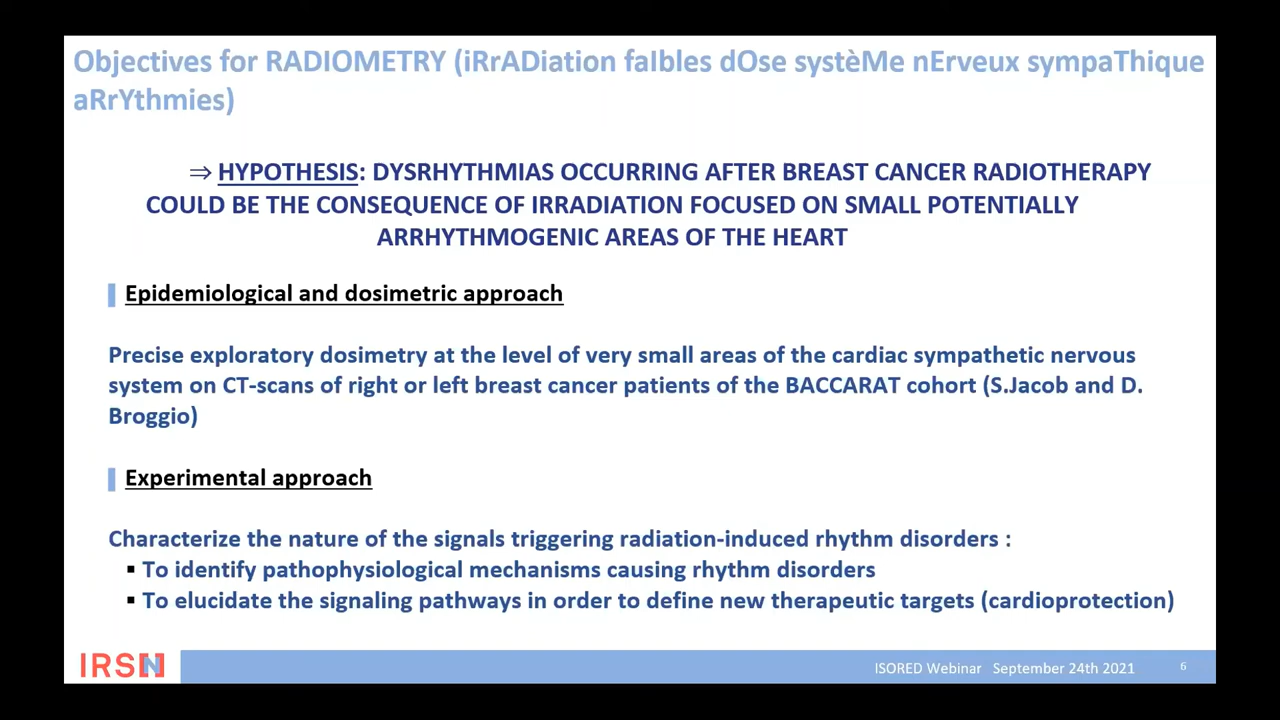 Objectives for RADIOMETRY (iRrADiation faIbles dOse systèMe nErveux sympaThique
aRrYthmies)
⇒ HYPOTHESIS: DYSRHYTHMIAS OCCURRING AFTER BREAST CANCER RADIOTHERAPY
COULD BE THE CONSEQUENCE OF IRRADIATION FOCUSED ON SMALL POTENTIALLY
ARRHYTHMOGENIC AREAS OF THE HEART
Epidemiological and dosimetric approach
Precise exploratory dosimetry at the level of very small areas of the cardiac sympathetic nervous
system on CT-scans of right or left breast cancer patients of the BACCARAT cohort (S.Jacob and D.
Broggio)
Experimental approach
Characterize the nature of the signals triggering radiation-induced rhythm disorders :
▪ To identify pathophysiological mechanisms causing rhythm disorders
▪ To elucidate the signaling pathways in order to define new therapeutic targets (cardioprotection)
IRSN
ISORED Webinar September 24th 2021 6